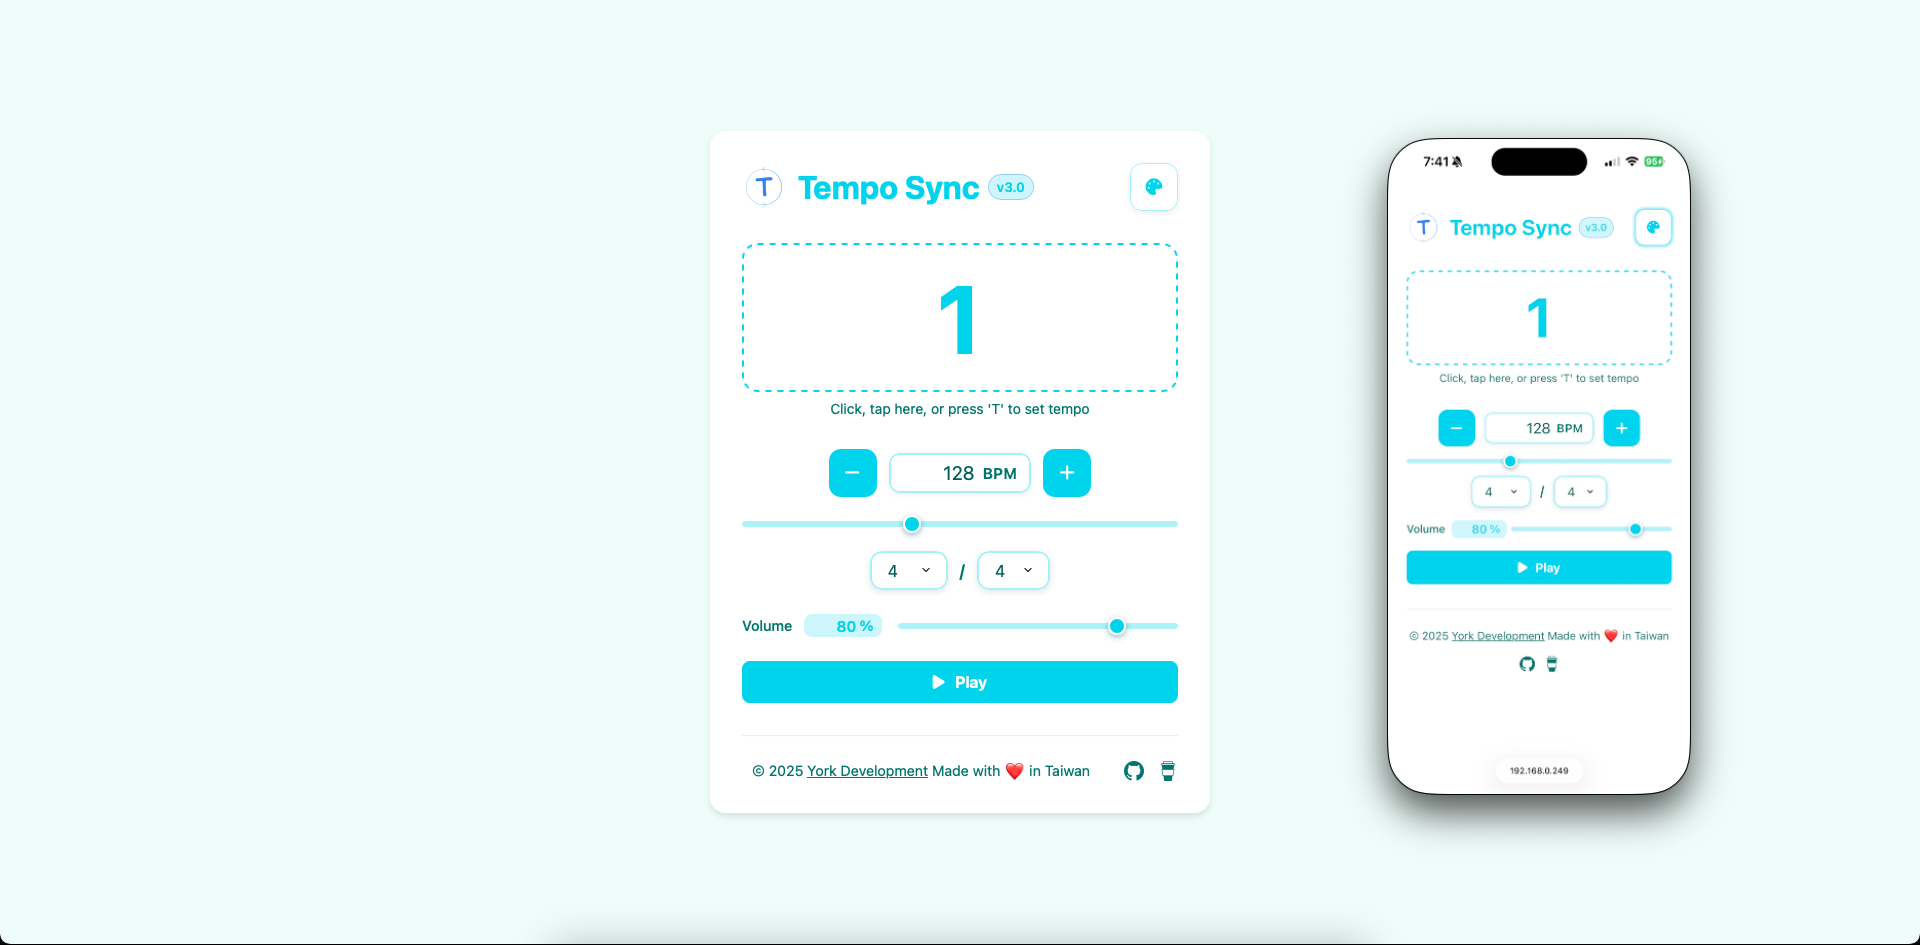 T Tempo Sync v3.0
1
Click, tap here, or press 'T' to set tempo
− 128 BPM +
4 / 4
Volume 80 %
Play
© 2025 York Development Made with ❤️ in Taiwan
7:41 95+
T Tempo Sync v3.0
1
Click, tap here, or press 'T' to set tempo
− 128 BPM +
4 / 4
Volume 80 %
Play
© 2025 York Development Made with ❤️ in Taiwan
192.168.0.249